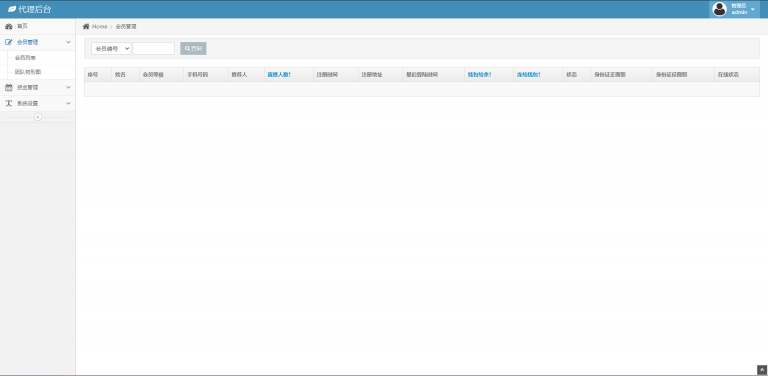 代理后台
管理员
admin
首页
会员管理
会员列表
团队树形图
资金管理
系统设置
Home > 会员管理
会员编号
查询
编号 姓名 会员等级 手机号码 推荐人 直推人数↑ 注册时间 注册地址 最后登陆时间 钱包结余↑ 冻结钱包↑ 状态 身份证正面照 身份证反面照 在线状态